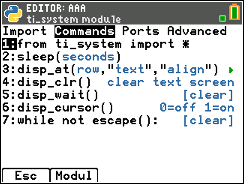 EDITOR: AAA
ti_system module
Import Commands Ports Advanced
1:from ti_system import *
2:sleep(seconds)
3:disp_at(row,"text","align")
4:disp_clr() clear text screen
5:disp_wait() [clear]
6:disp_cursor() 0=off 1=on
7:while not escape(): [clear]
Esc Modul